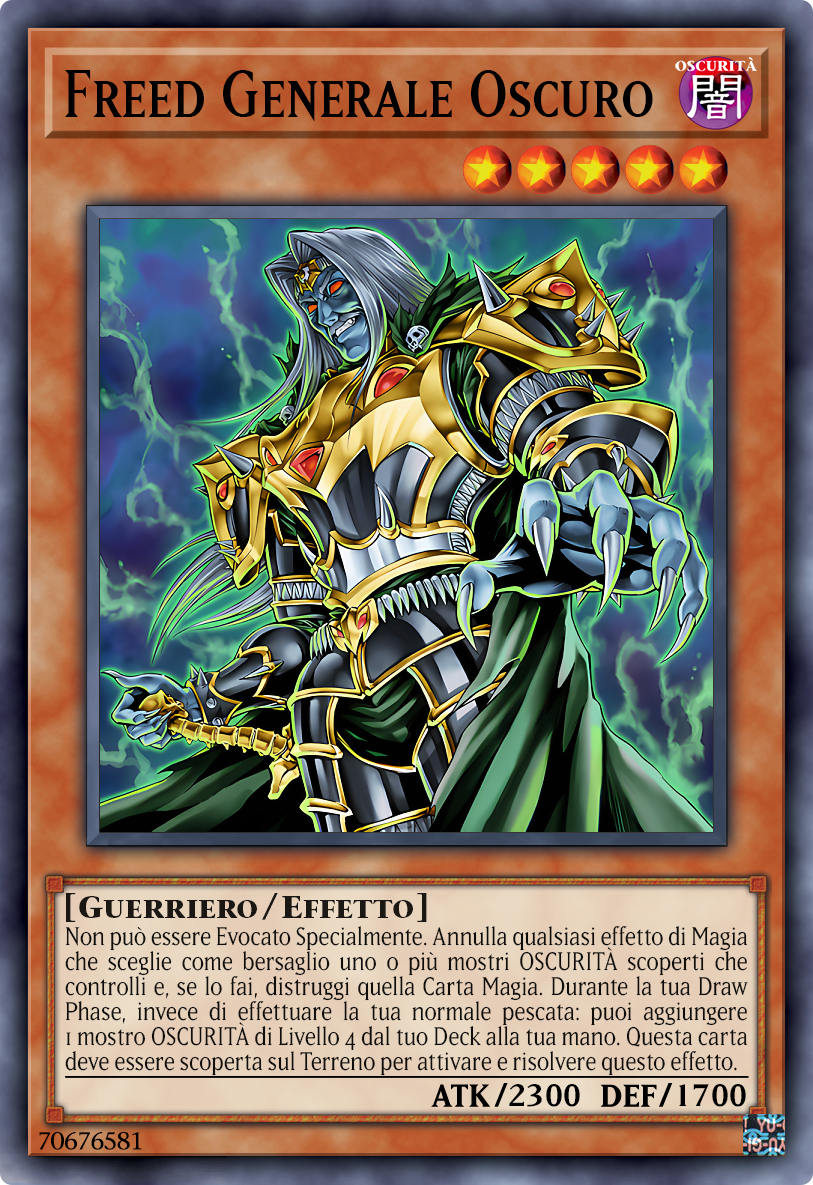 Freed Generale Oscuro
OSCURITÀ
闇
[Guerriero/Effetto]
Non può essere Evocato Specialmente. Annulla qualsiasi effetto di Magia
che sceglie come bersaglio uno o più mostri OSCURITÀ scoperti che
controlli e, se lo fai, distruggi quella Carta Magia. Durante la tua Draw
Phase, invece di effettuare la tua normale pescata: puoi aggiungere
1 mostro OSCURITÀ di Livello 4 dal tuo Deck alla tua mano. Questa carta
deve essere scoperta sul Terreno per attivare e risolvere questo effetto.
ATK/2300 DEF/1700
70676581